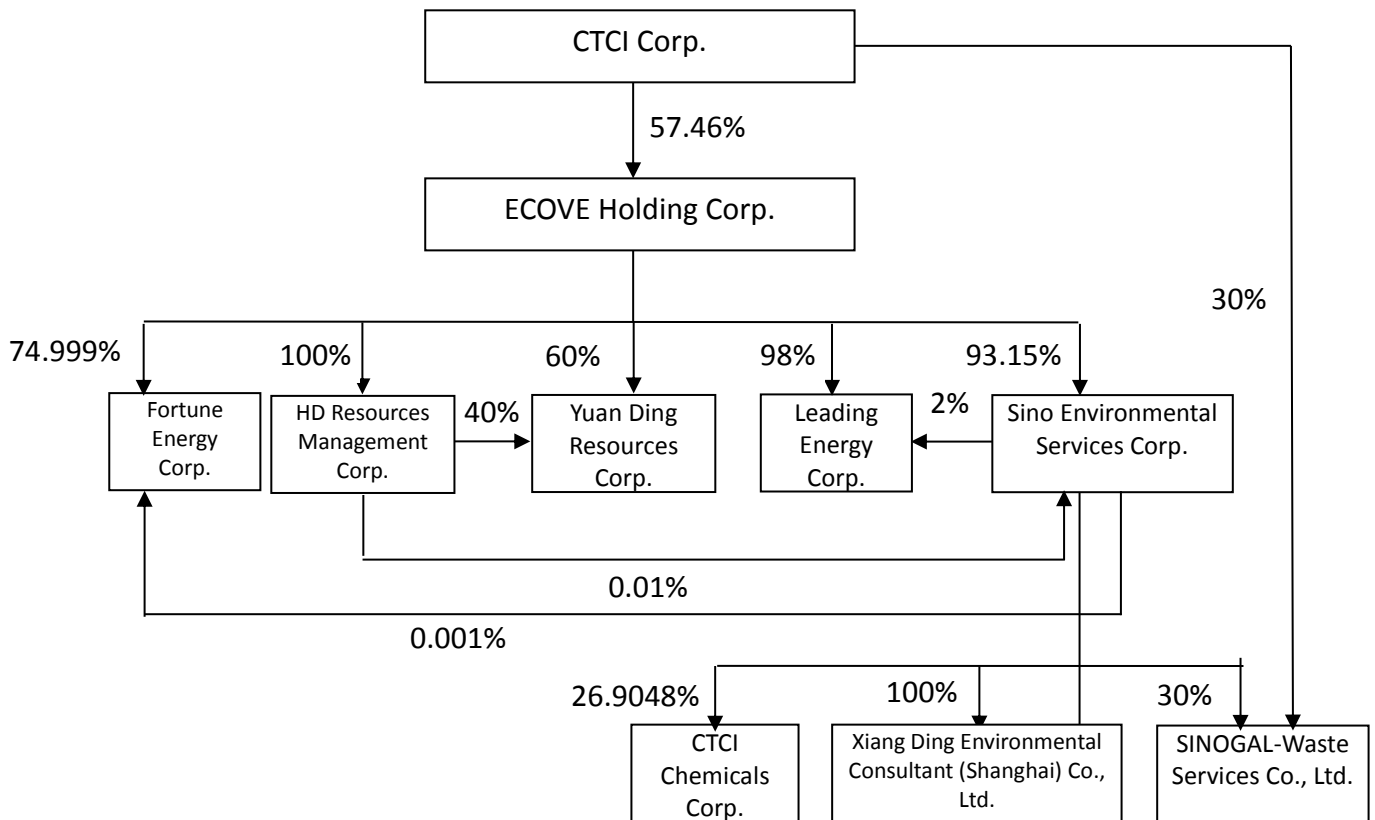 CTCI Corp.
57.46%
ECOVE Holding Corp.
30%
74.999%
100%
60%
98%
93.15%
Fortune
Energy
Corp.
HD Resources
Management
Corp.
40%
Yuan Ding
Resources
Corp.
Leading
Energy
Corp.
2%
Sino Environmental
Services Corp.
0.01%
0.001%
26.9048%
100%
30%
CTCI
Chemicals
Corp.
Xiang Ding Environmental
Consultant (Shanghai) Co.,
Ltd.
SINOGAL-Waste
Services Co., Ltd.